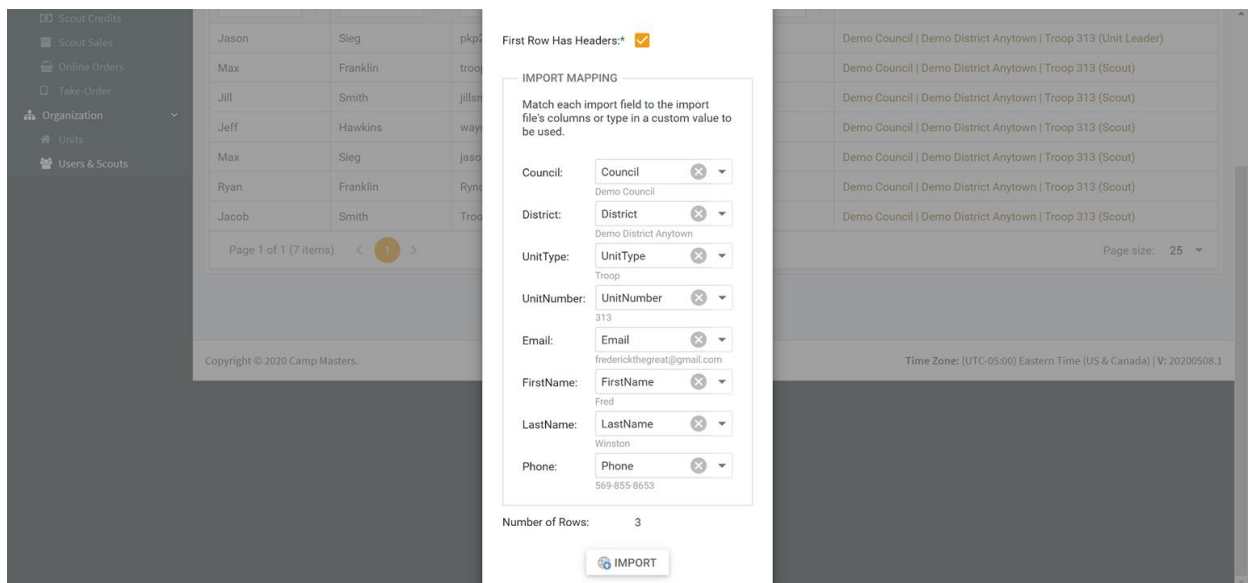 Scout Credits
Scout Sales
Online Orders
Take-Order
Organization
Units
Users & Scouts
Jason Sieg pkp2 Demo Council | Demo District Anytown | Troop 313 (Unit Leader)
Max Franklin troo Demo Council | Demo District Anytown | Troop 313 (Scout)
Jill Smith jillsn Demo Council | Demo District Anytown | Troop 313 (Scout)
Jeff Hawkins wayn Demo Council | Demo District Anytown | Troop 313 (Scout)
Max Sieg jaso Demo Council | Demo District Anytown | Troop 313 (Scout)
Ryan Franklin Ryno Demo Council | Demo District Anytown | Troop 313 (Scout)
Jacob Smith Troo Demo Council | Demo District Anytown | Troop 313 (Scout)
Page 1 of 1 (7 items) < 1 > Page size: 25
Copyright © 2020 Camp Masters. Time Zone: (UTC-05:00) Eastern Time (US & Canada) | V: 20200508.1
First Row Has Headers:*
IMPORT MAPPING
Match each import field to the import
file's columns or type in a custom value to
be used.
Council: Council
Demo Council
District: District
Demo District Anytown
UnitType: UnitType
Troop
UnitNumber: UnitNumber
313
Email: Email
frederickthegreat@gmail.com
FirstName: FirstName
Fred
LastName: LastName
Winston
Phone: Phone
569-855-8653
Number of Rows: 3
IMPORT